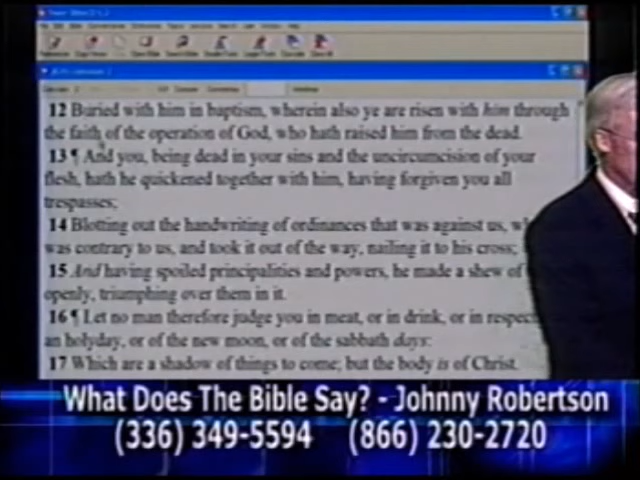 12 Buried with him in baptism, wherein also ye are risen with him through
the faith of the operation of God, who hath raised him from the dead.
13 ¶ And you, being dead in your sins and the uncircumcision of your
flesh, hath he quickened together with him, having forgiven you all
trespasses;
14 Blotting out the handwriting of ordinances that was against us, wh
was contrary to us, and took it out of the way, nailing it to his cross;
15 And having spoiled principalities and powers, he made a shew of
openly, triumphing over them in it.
16 ¶ Let no man therefore judge you in meat, or in drink, or in respec
an holyday, or of the new moon, or of the sabbath days:
17 Which are a shadow of things to come; but the body is of Christ.
What Does The Bible Say? - Johnny Robertson
(336) 349-5594 (866) 230-2720